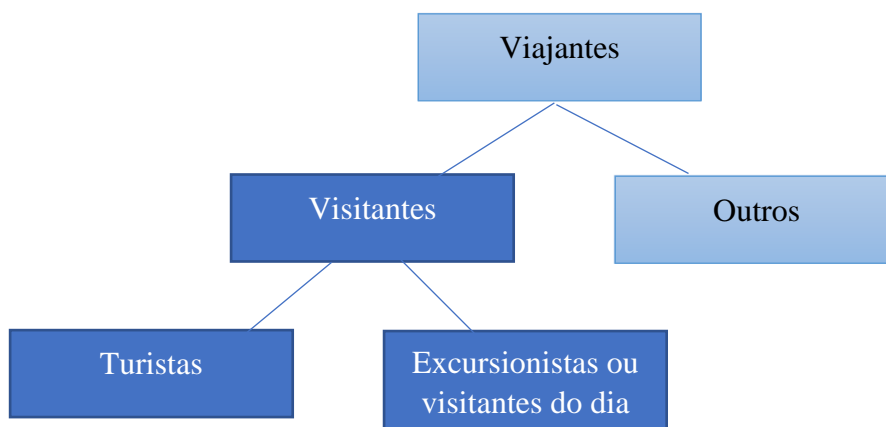 Viajantes
Visitantes
Outros
Turistas
Excursionistas ou
visitantes do dia